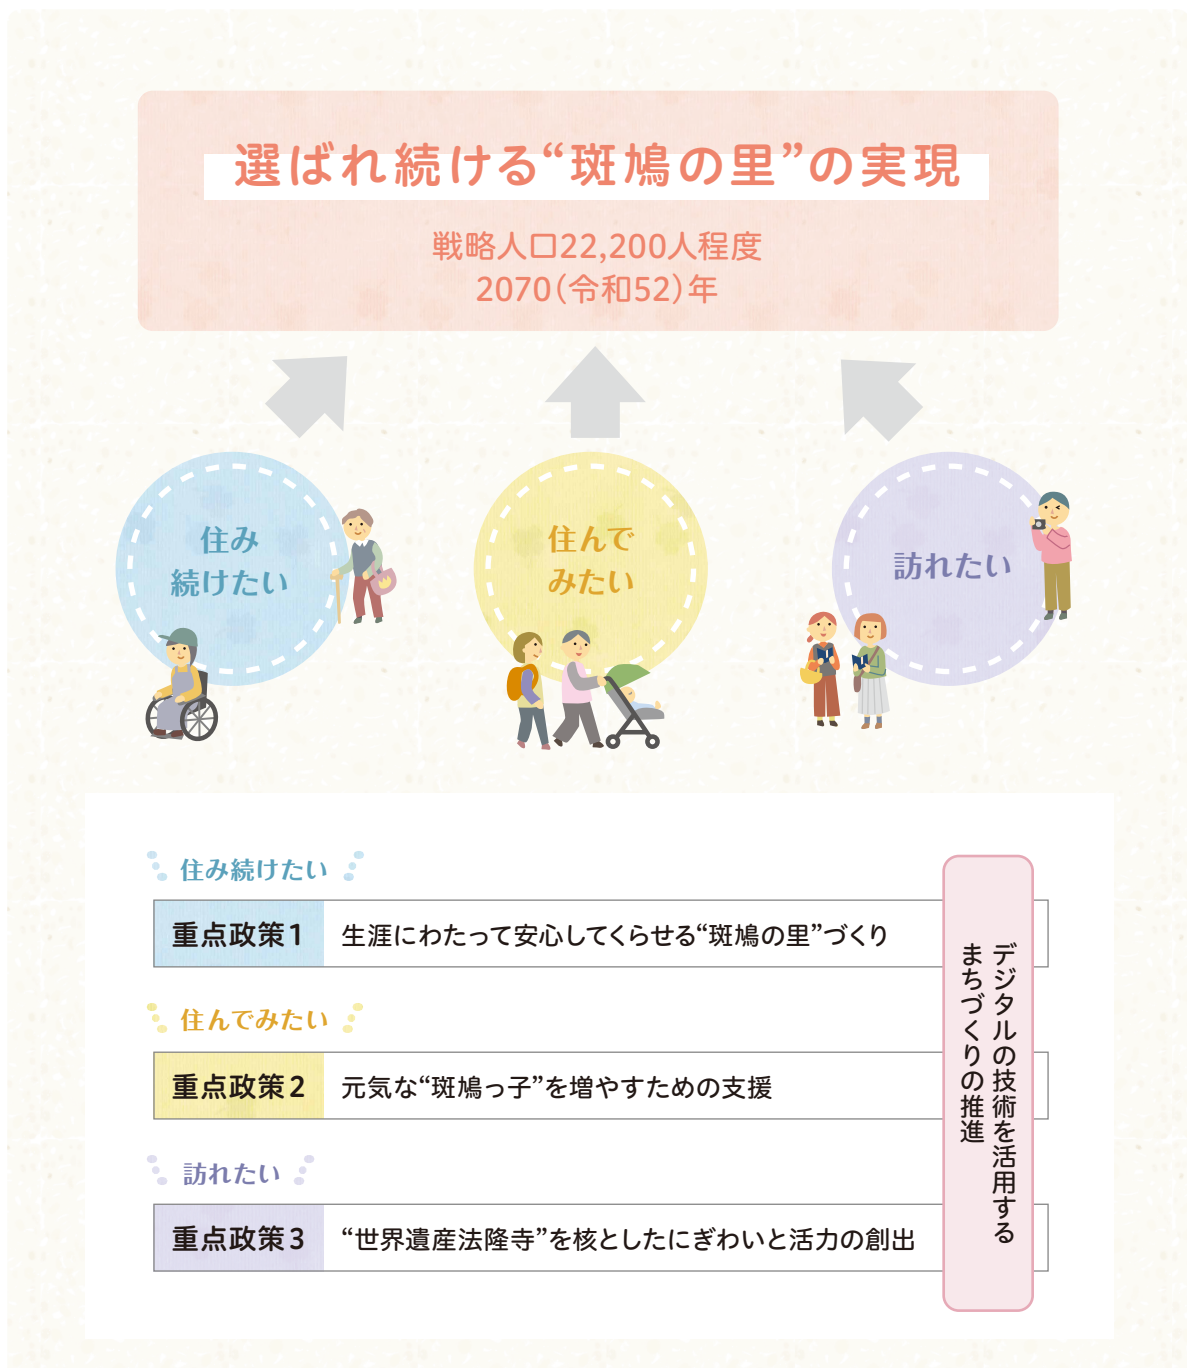 選ばれ続ける“斑鳩の里”の実現
戦略人口22,200人程度
2070(令和52)年
住み
続けたい
住んで
みたい
訪れたい
住み続けたい
重点政策1 生涯にわたって安心してくらせる“斑鳩の里”づくり
住んでみたい
重点政策2 元気な“斑鳩っ子”を増やすための支援
訪れたい
重点政策3 “世界遺産法隆寺”を核としたにぎわいと活力の創出
デジタルの技術を活用する
まちづくりの推進